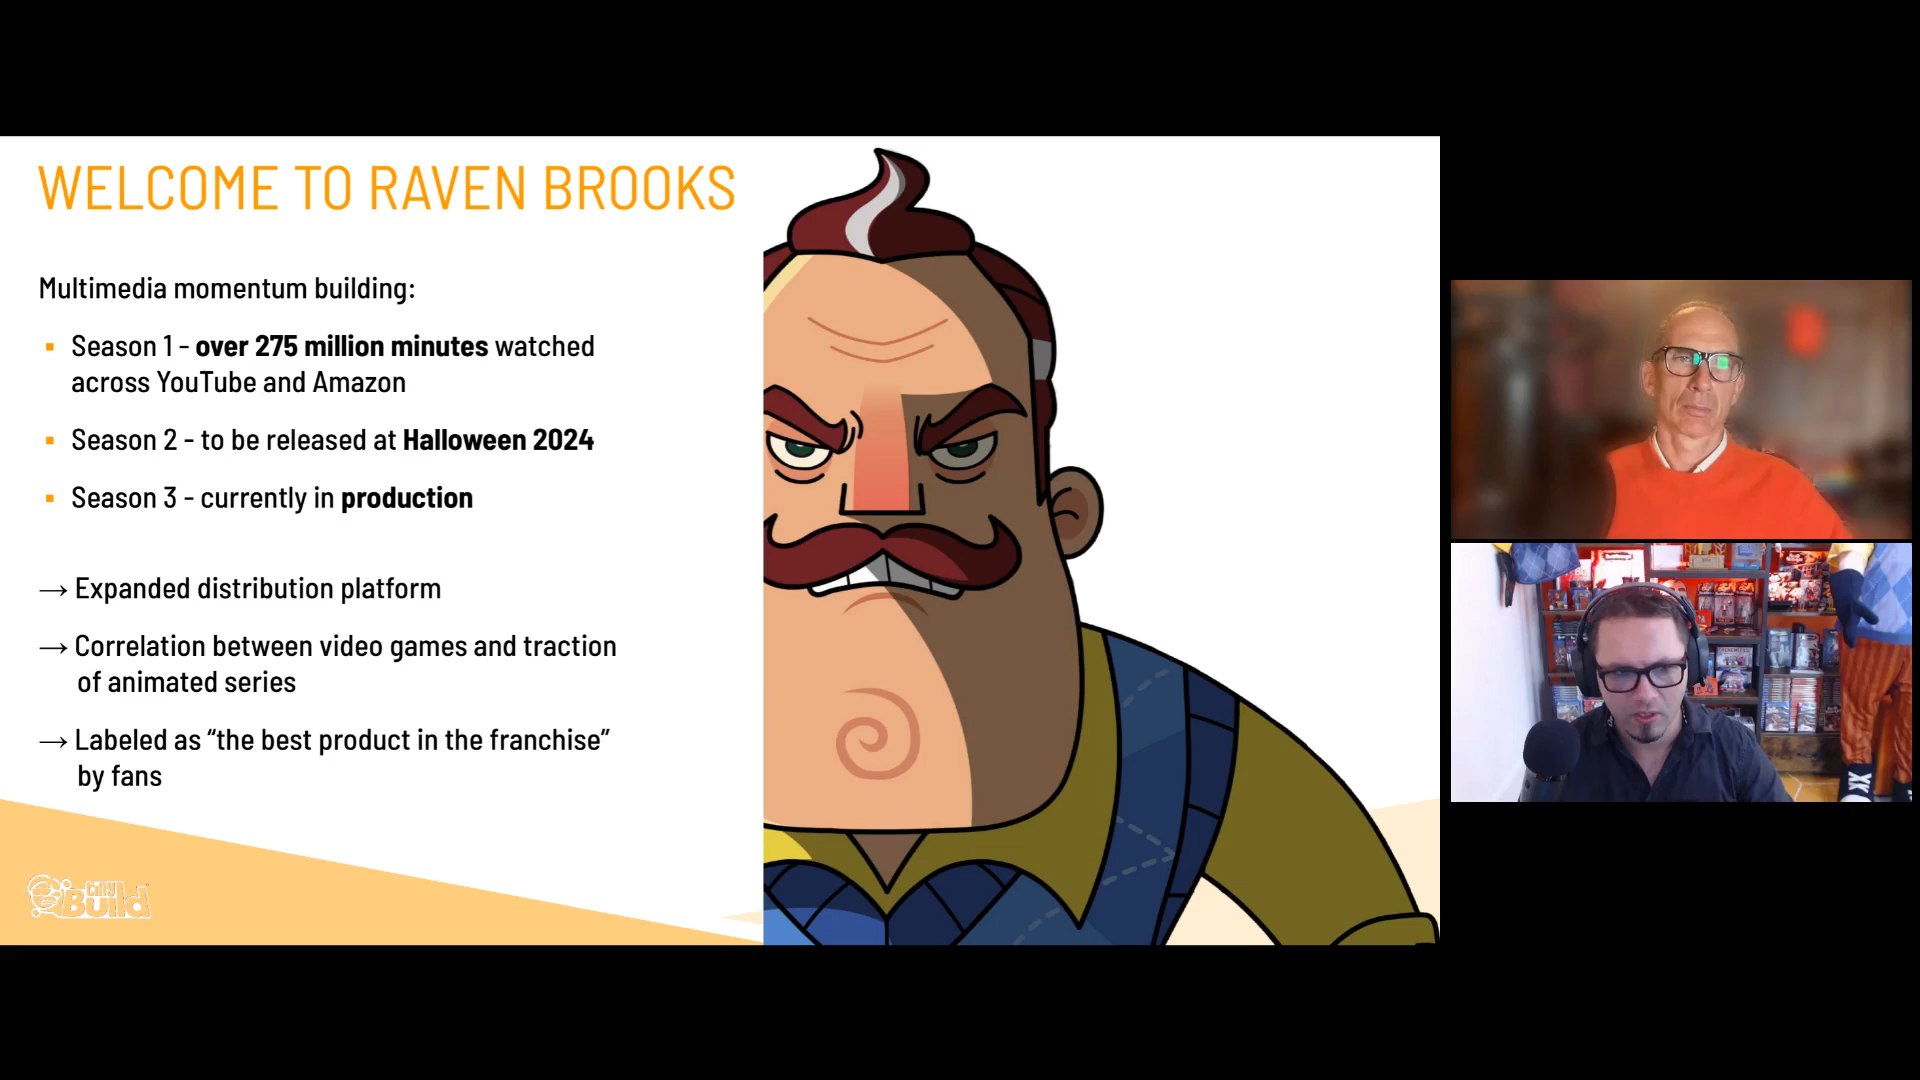 WELCOME TO RAVEN BROOKS
Multimedia momentum building:
▪ Season 1 - over 275 million minutes watched
across YouTube and Amazon
▪ Season 2 - to be released at Halloween 2024
▪ Season 3 - currently in production
→ Expanded distribution platform
→ Correlation between video games and traction
of animated series
→ Labeled as “the best product in the franchise”
by fans
tiny
Build